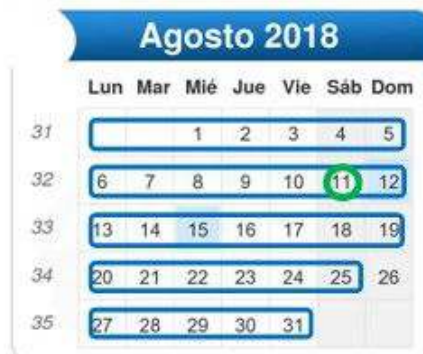 Agosto 2018
Lun Mar Mié Jue Vie Sáb Dom
31 1 2 3 4 5
32 6 7 8 9 10 11 12
33 13 14 15 16 17 18 19
34 20 21 22 23 24 25 26
35 27 28 29 30 31